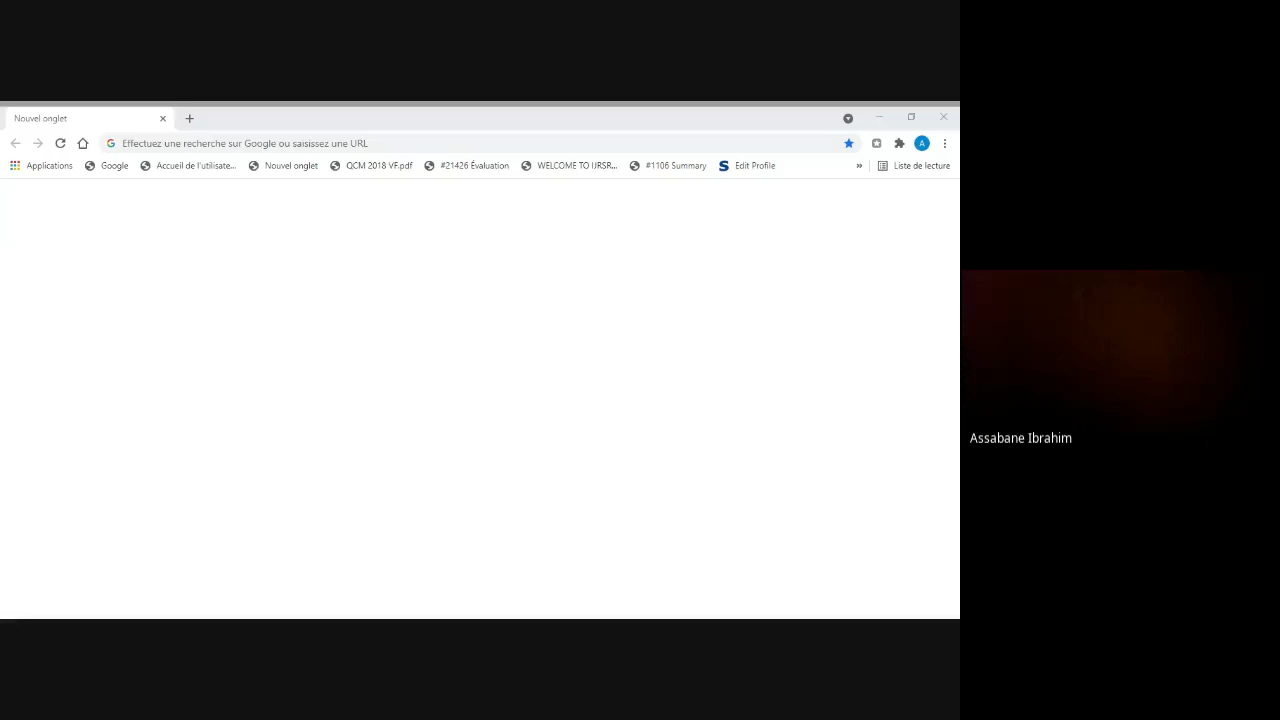 Nouvel onglet
Effectuez une recherche sur Google ou saisissez une URL
A
Applications Google Accueil de l'utilisate... Nouvel onglet QCM 2018 VF.pdf #21426 Évaluation WELCOME TO IJRSR... #1106 Summary Edit Profile » Liste de lecture
Assabane Ibrahim